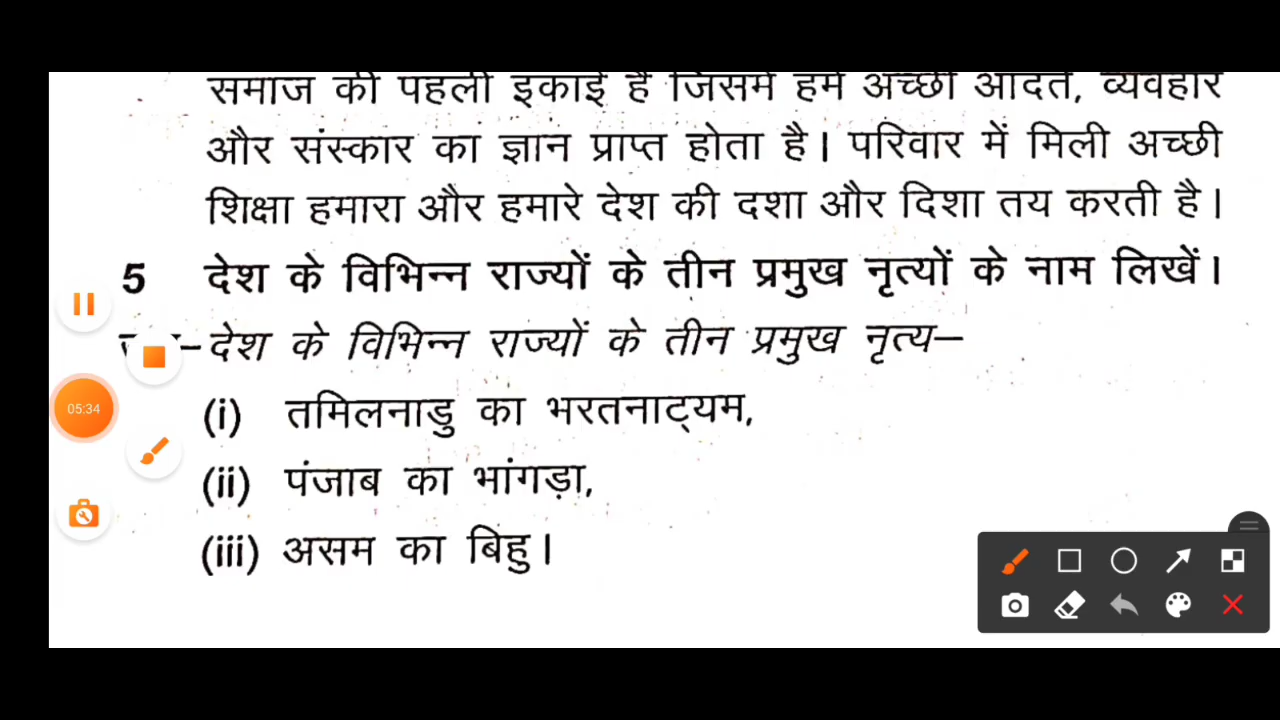 समाज की पहली इकाई है जिसमें हमें अच्छी आदतें, व्यवहार
और संस्कार का ज्ञान प्राप्त होता है। परिवार में मिली अच्छी
शिक्षा हमारा और हमारे देश की दशा और दिशा तय करती है।
5 देश के विभिन्न राज्यों के तीन प्रमुख नृत्यों के नाम लिखें।
–देश के विभिन्न राज्यों के तीन प्रमुख नृत्य–
(i) तमिलनाडु का भरतनाट्यम,
05:34
(ii) पंजाब का भांगड़ा,
(iii) असम का बिहु।